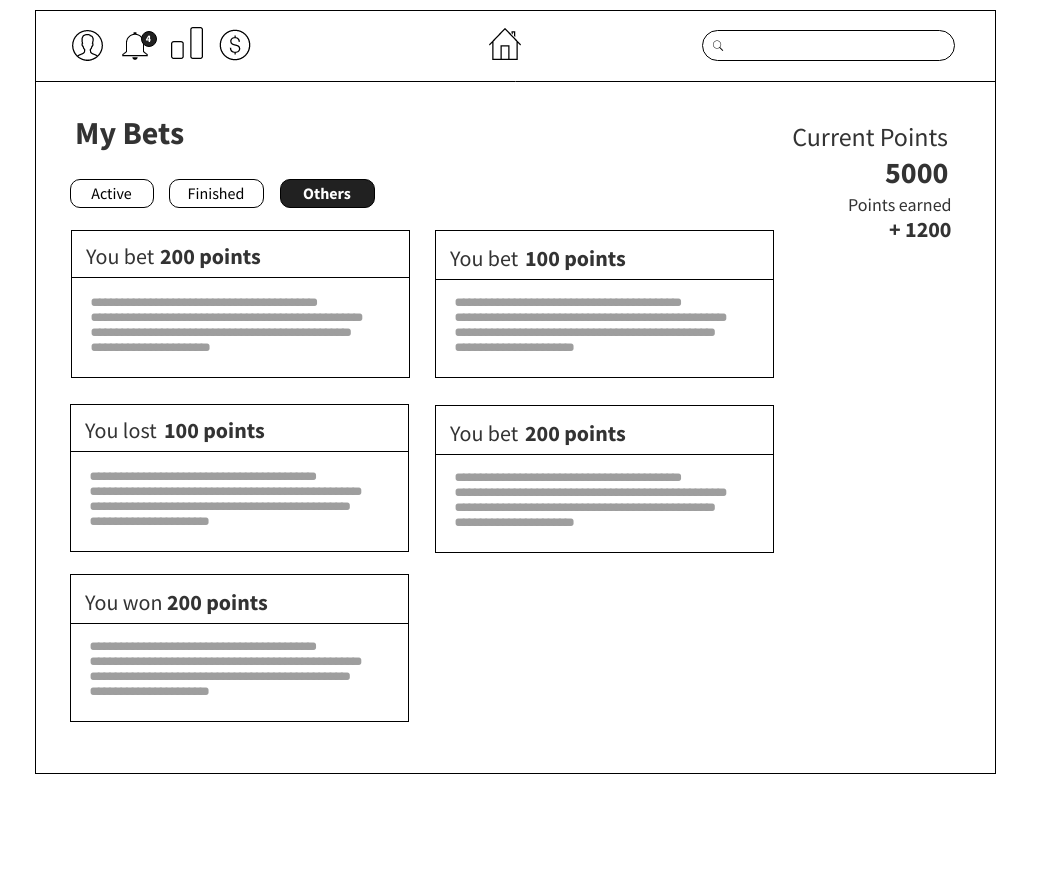 4
My Bets
Current Points
5000
Points earned
+ 1200
Active
Finished
Others
You bet 200 points
You bet 100 points
You lost 100 points
You bet 200 points
You won 200 points